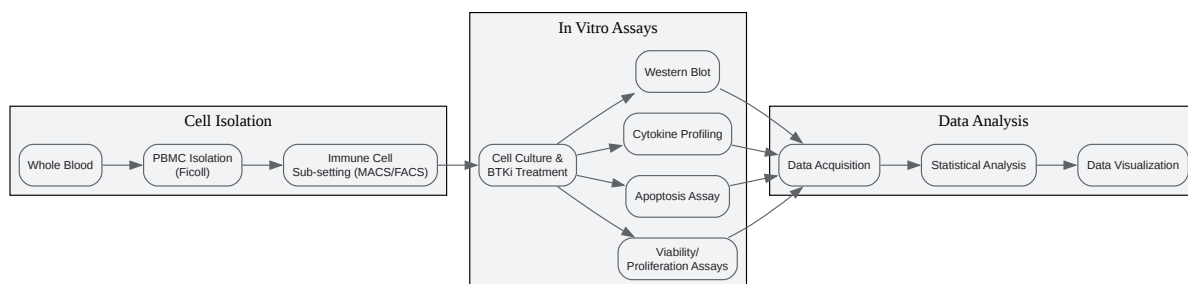 Cell Isolation
Whole Blood
PBMC Isolation
(Ficoll)
Immune Cell
Sub-setting (MACS/FACS)
In Vitro Assays
Cell Culture &
BTKi Treatment
Western Blot
Cytokine Profiling
Apoptosis Assay
Viability/
Proliferation Assays
Data Analysis
Data Acquisition
Statistical Analysis
Data Visualization